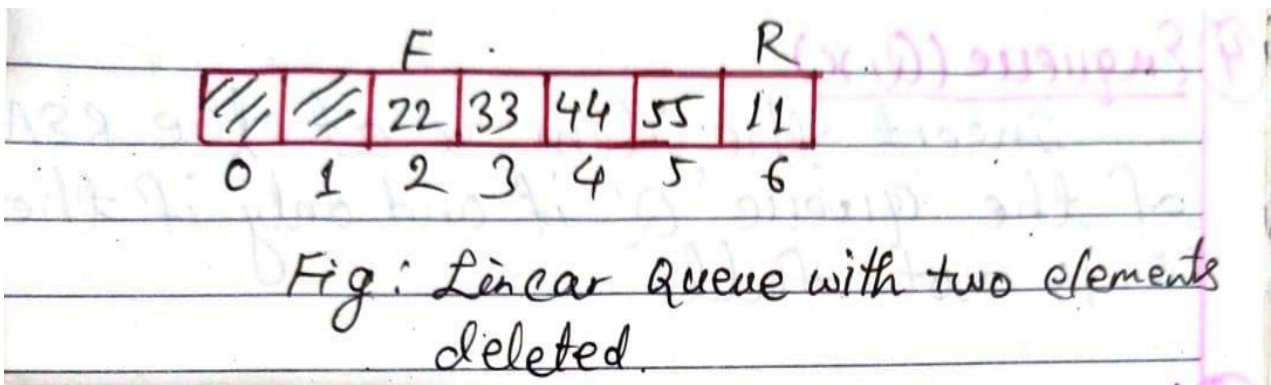 F R
22 33 44 55 11
0 1 2 3 4 5 6
Fig: Linear Queue with two elements
deleted.